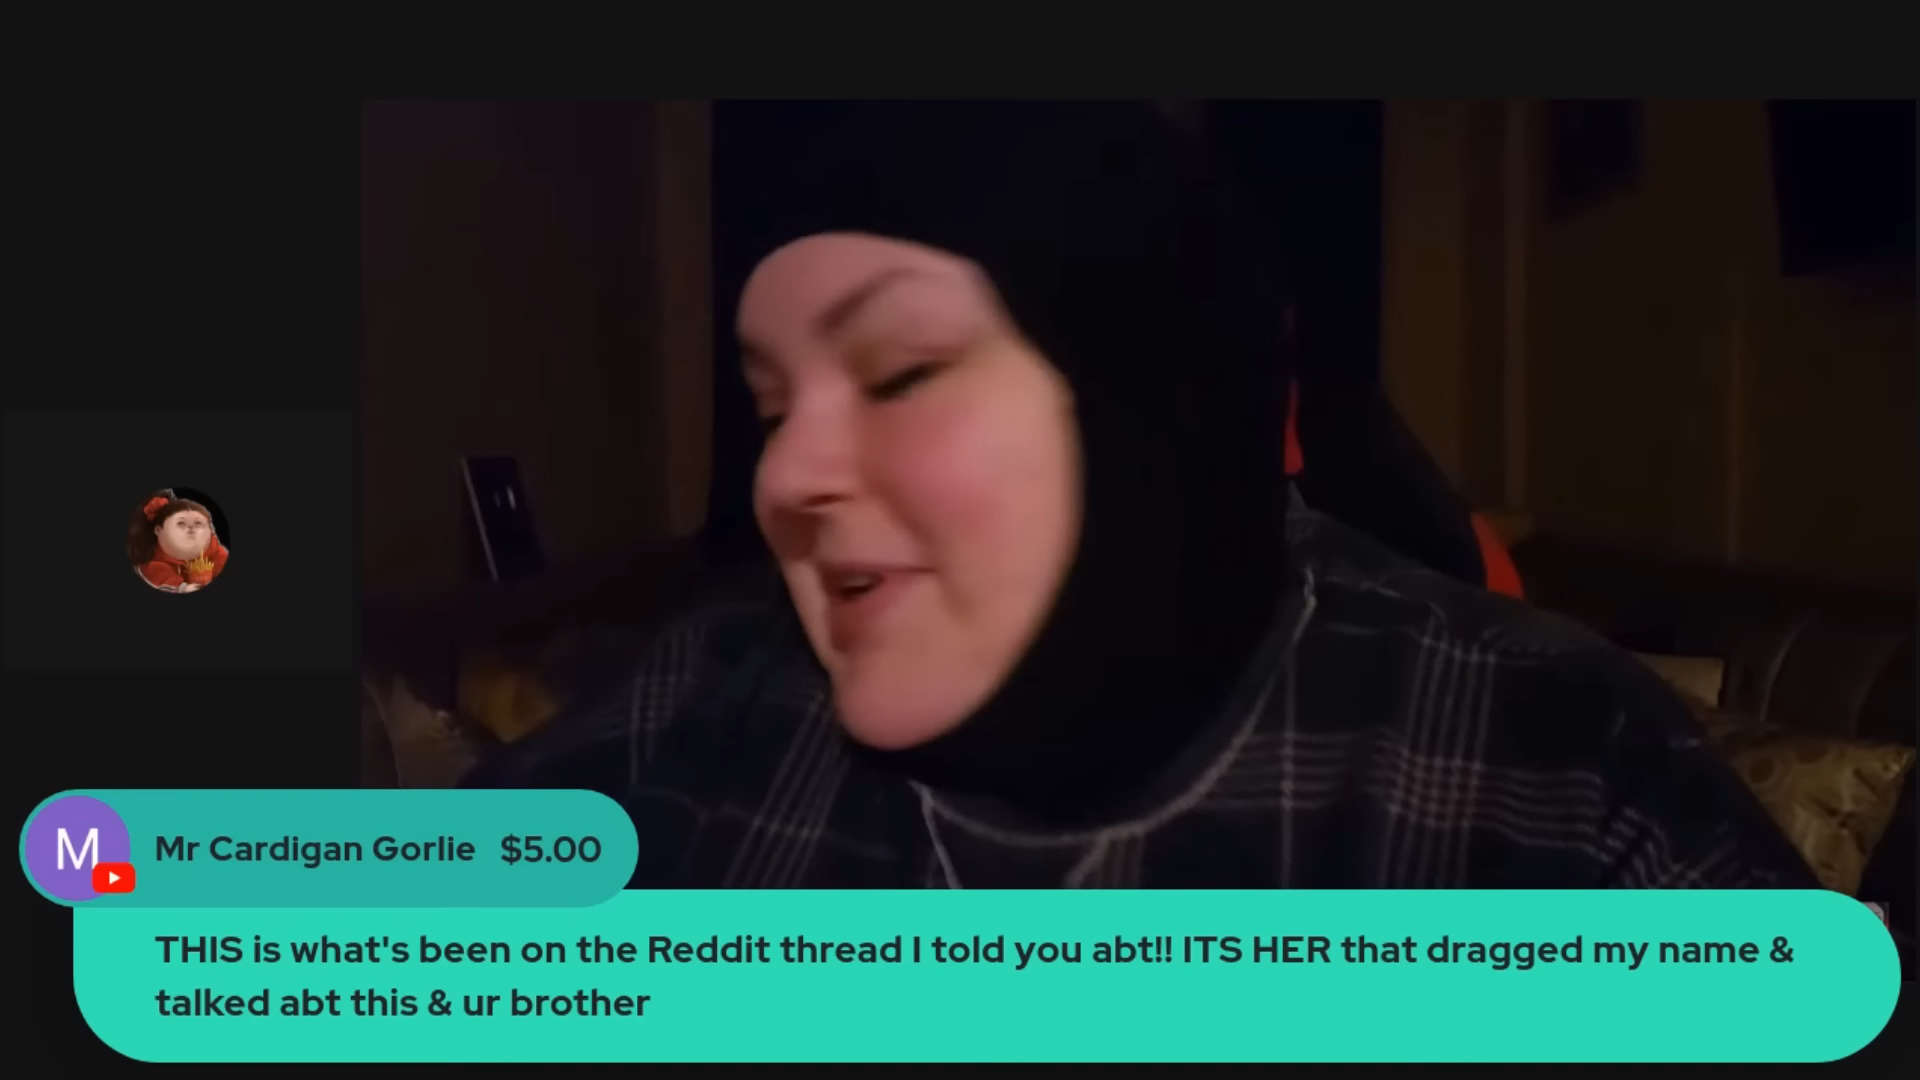 M
Mr Cardigan Gorlie $5.00
THIS is what's been on the Reddit thread I told you abt!! ITS HER that dragged my name &
talked abt this & ur brother